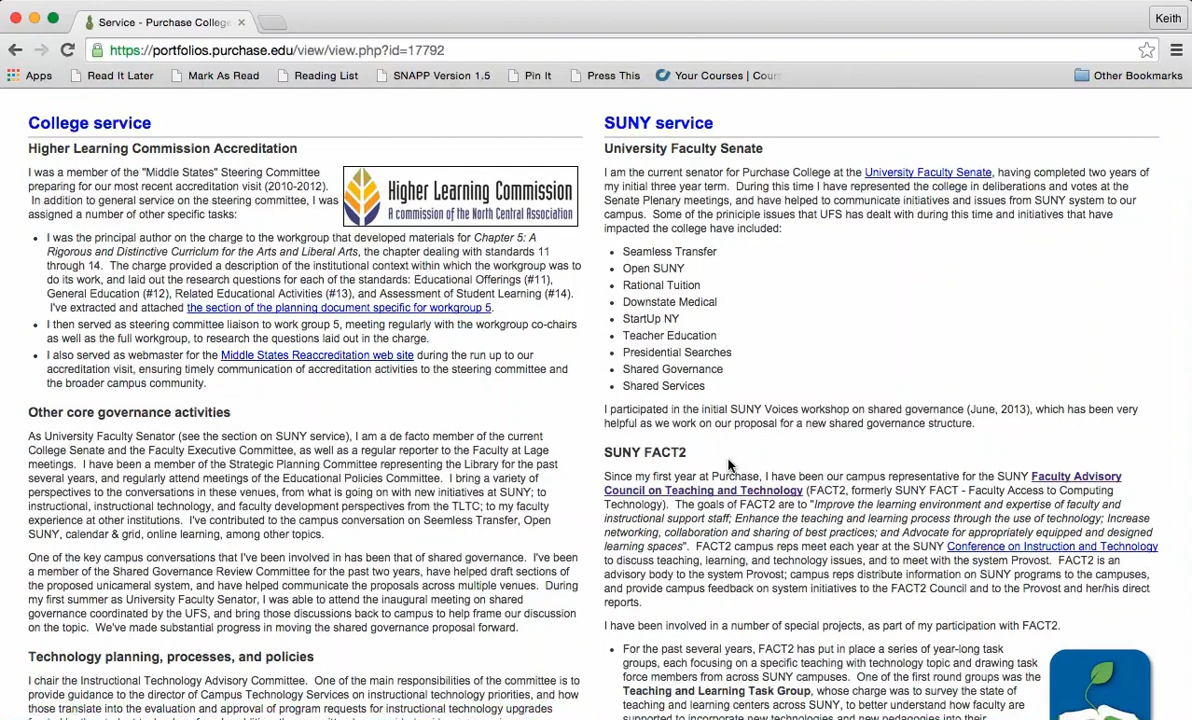 Service - Purchase College
Keith
https://portfolios.purchase.edu/view/view.php?id=17792
Apps Read It Later Mark As Read Reading List SNAPP Version 1.5 Pin It Press This Your Courses | Cour Other Bookmarks
College service
Higher Learning Commission Accreditation
I was a member of the "Middle States" Steering Committee
preparing for our most recent accreditation visit (2010-2012).
In addition to general service on the steering committee, I was
assigned a number of other specific tasks:
Higher Learning Commission
A commission of the North Central Association
• I was the principal author on the charge to the workgroup that developed materials for Chapter 5: A
Rigorous and Distinctive Curriculum for the Arts and Liberal Arts, the chapter dealing with standards 11
through 14. The charge provided a description of the institutional context within which the workgroup was to
do its work, and laid out the research questions for each of the standards: Educational Offerings (#11),
General Education (#12), Related Educational Activities (#13), and Assessment of Student Learning (#14).
I've extracted and attached the section of the planning document specific for workgroup 5.
• I then served as steering committee liaison to work group 5, meeting regularly with the workgroup co-chairs
as well as the full workgroup, to research the questions laid out in the charge.
• I also served as webmaster for the Middle States Reaccreditation web site during the run up to our
accreditation visit, ensuring timely communication of accreditation activities to the steering committee and
the broader campus community.
Other core governance activities
As University Faculty Senator (see the section on SUNY service), I am a de facto member of the current
College Senate and the Faculty Executive Committee, as well as a regular reporter to the Faculty at Lage
meetings. I have been a member of the Strategic Planning Committee representing the Library for the past
several years, and regularly attend meetings of the Educational Policies Committee. I bring a variety of
perspectives to the conversations in these venues, from what is going on with new initiatives at SUNY; to
instructional, instructional technology, and faculty development perspectives from the TLTC; to my faculty
experience at other institutions. I've contributed to the campus conversation on Seemless Transfer, Open
SUNY, calendar & grid, online learning, among other topics.
One of the key campus conversations that I've been involved in has been that of shared governance. I've been
a member of the Shared Governance Review Committee for the past two years, have helped draft sections of
the proposed unicameral system, and have helped communicate the proposals across multiple venues. During
my first summer as University Faculty Senator, I was able to attend the inaugural meeting on shared
governance coordinated by the UFS, and bring those discussions back to campus to help frame our discussion
on the topic. We've made substantial progress in moving the shared governance proposal forward.
Technology planning, processes, and policies
I chair the Instructional Technology Advisory Committee. One of the main responsibilities of the committee is to
provide guidance to the director of Campus Technology Services on instructional technology priorities, and how
those translate into the evaluation and approval of program requests for instructional technology upgrades
SUNY service
University Faculty Senate
I am the current senator for Purchase College at the University Faculty Senate, having completed two years of
my initial three year term. During this time I have represented the college in deliberations and votes at the
Senate Plenary meetings, and have helped to communicate initiatives and issues from SUNY system to our
campus. Some of the priniciple issues that UFS has dealt with during this time and initiatives that have
impacted the college have included:
• Seamless Transfer
• Open SUNY
• Rational Tuition
• Downstate Medical
• StartUp NY
• Teacher Education
• Presidential Searches
• Shared Governance
• Shared Services
I participated in the initial SUNY Voices workshop on shared governance (June, 2013), which has been very
helpful as we work on our proposal for a new shared governance structure.
SUNY FACT2
Since my first year at Purchase, I have been our campus representative for the SUNY Faculty Advisory
Council on Teaching and Technology (FACT2, formerly SUNY FACT - Faculty Access to Computing
Technology). The goals of FACT2 are to "Improve the learning environment and expertise of faculty and
instructional support staff; Enhance the teaching and learning process through the use of technology; Increase
networking, collaboration and sharing of best practices; and Advocate for appropriately equipped and designed
learning spaces". FACT2 campus reps meet each year at the SUNY Conference on Instruction and Technology
to discuss teaching, learning, and technology issues, and to meet with the system Provost. FACT2 is an
advisory body to the system Provost; campus reps distribute information on SUNY programs to the campuses,
and provide campus feedback on system initiatives to the FACT2 Council and to the Provost and her/his direct
reports.
I have been involved in a number of special projects, as part of my participation with FACT2.
• For the past several years, FACT2 has put in place a series of year-long task
groups, each focusing on a specific teaching with technology topic and drawing task
force members from across SUNY campuses. One of the first round groups was the
Teaching and Learning Task Group, whose charge was to survey the state of
teaching and learning centers across SUNY, to better understand how faculty are
supported to incorporate new technologies and new pedagogies into their